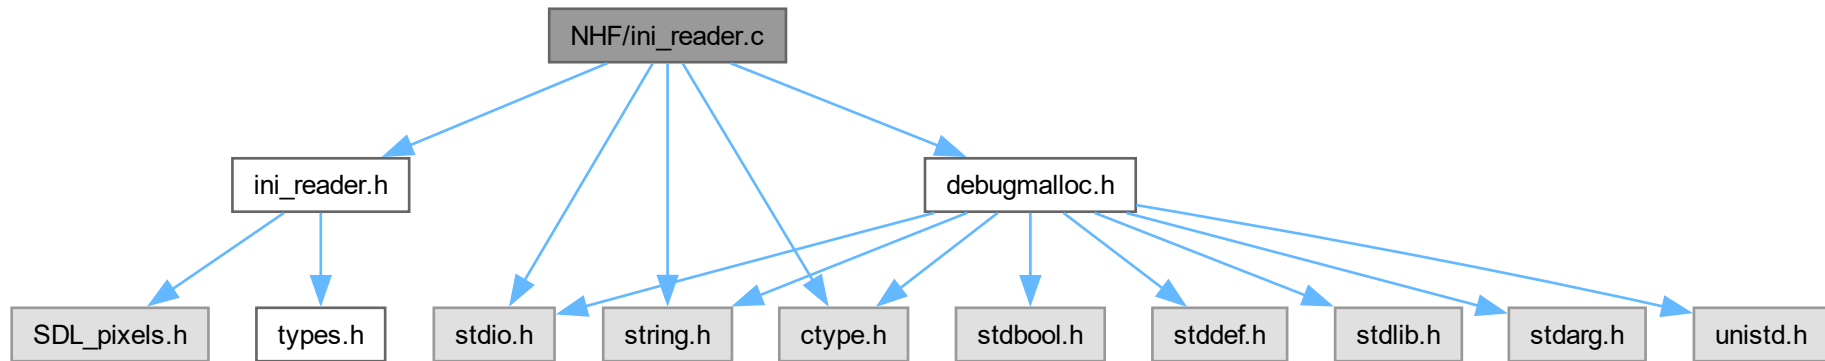 NHF/ini_reader.c
ini_reader.h
debugmalloc.h
SDL_pixels.h
types.h
stdio.h
string.h
ctype.h
stdbool.h
stddef.h
stdlib.h
stdarg.h
unistd.h